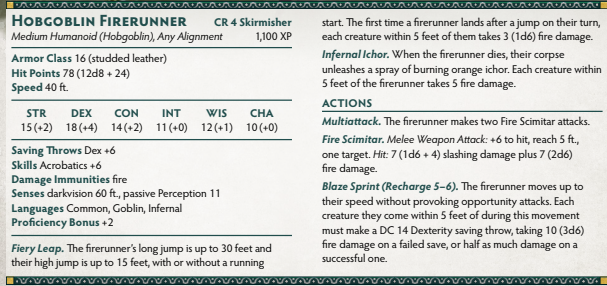 HOBGOBLIN FIRERUNNER CR 4 SKIRMISHER
Medium Humanoid (Hobgoblin), Any Alignment 1,100 XP
Armor Class 16 (studded leather)
Hit Points 78 (12d8 + 24)
Speed 40 ft.
STR DEX CON INT WIS CHA
15 (+2) 18 (+4) 14 (+2) 11 (+0) 12 (+1) 10 (+0)
Saving Throws Dex +6
Skills Acrobatics +6
Damage Immunities fire
Senses darkvision 60 ft., passive Perception 11
Languages Common, Goblin, Infernal
Proficiency Bonus +2
Fiery Leap. The firerunner's long jump is up to 30 feet and
their high jump is up to 15 feet, with or without a running
start. The first time a firerunner lands after a jump on their turn,
each creature within 5 feet of them takes 3 (1d6) fire damage.
Infernal Ichor. When the firerunner dies, their corpse
unleashes a spray of burning orange ichor. Each creature within
5 feet of the firerunner takes 5 fire damage.
ACTIONS
Multiattack. The firerunner makes two Fire Scimitar attacks.
Fire Scimitar. Melee Weapon Attack: +6 to hit, reach 5 ft.,
one target. Hit: 7 (1d6 + 4) slashing damage plus 7 (2d6)
fire damage.
Blaze Sprint (Recharge 5–6). The firerunner moves up to
their speed without provoking opportunity attacks. Each
creature they come within 5 feet of during this movement
must make a DC 14 Dexterity saving throw, taking 10 (3d6)
fire damage on a failed save, or half as much damage on a
successful one.